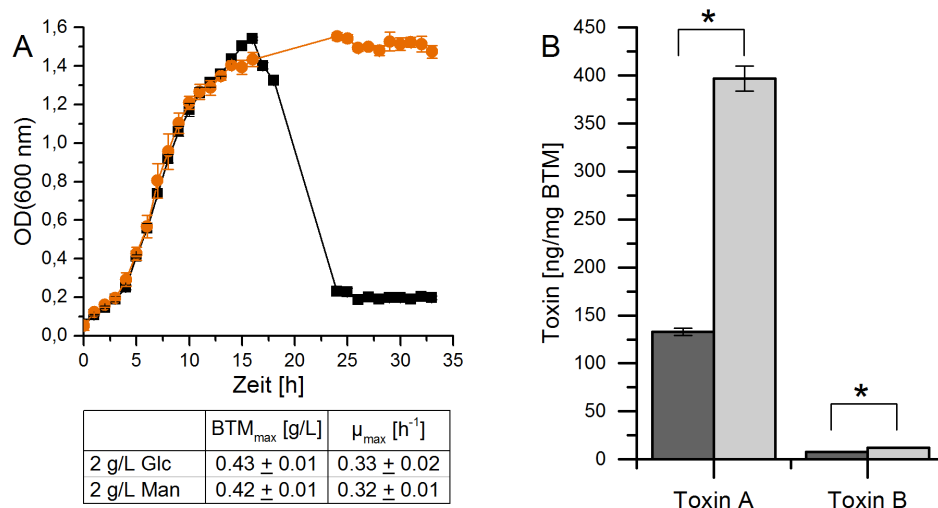 A
OD(600 nm)
1,6
1,4
1,2
1,0
0,8
0,6
0,4
0,2
0,0
0 5 10 15 20 25 30 35
Zeit [h]
BTMmax [g/L] µmax [h-1]
2 g/L Glc 0.43 ± 0.01 0.33 ± 0.02
2 g/L Man 0.42 ± 0.01 0.32 ± 0.01
B
Toxin [ng/mg BTM]
450
400
350
300
250
200
150
100
50
0
*
*
Toxin A Toxin B